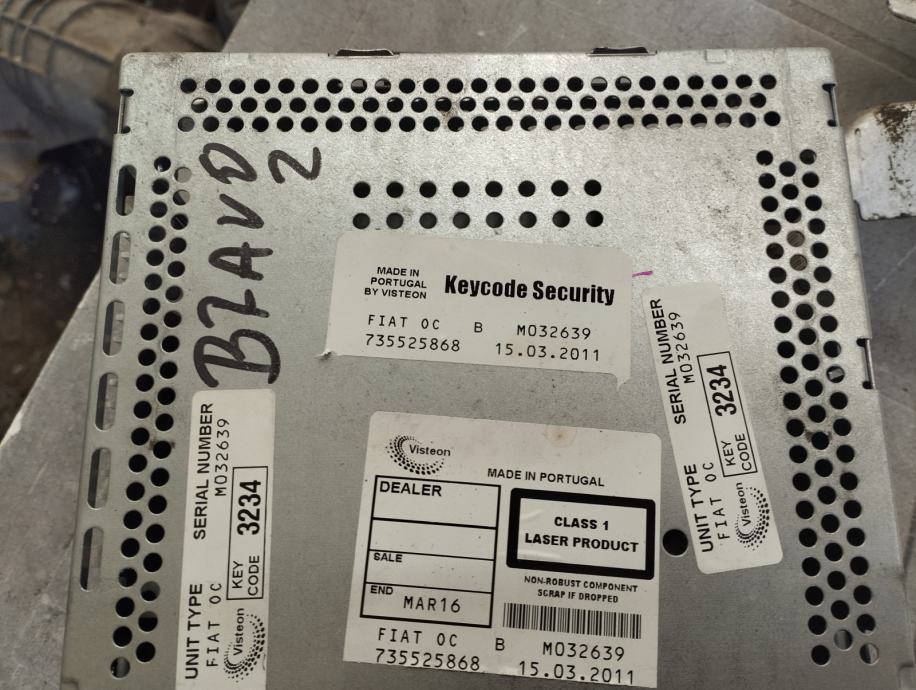 BZAVD
2
MADE IN
PORTUGAL
BY VISTEON
Keycode Security
FIAT OC B M032639
735525868 15.03.2011
SERIAL NUMBER
M032639
UNIT TYPE
FIAT OC
KEY
CODE
3234
Visteon
SERIAL NUMBER
M032639
UNIT TYPE
FIAT OC
KEY
CODE
3234
Visteon
Visteon
MADE IN PORTUGAL
DEALER
SALE
END
MAR16
CLASS 1
LASER PRODUCT
NON-ROBUST COMPONENT
SCRAP IF DROPPED
FIAT OC B M032639
735525868 15.03.2011